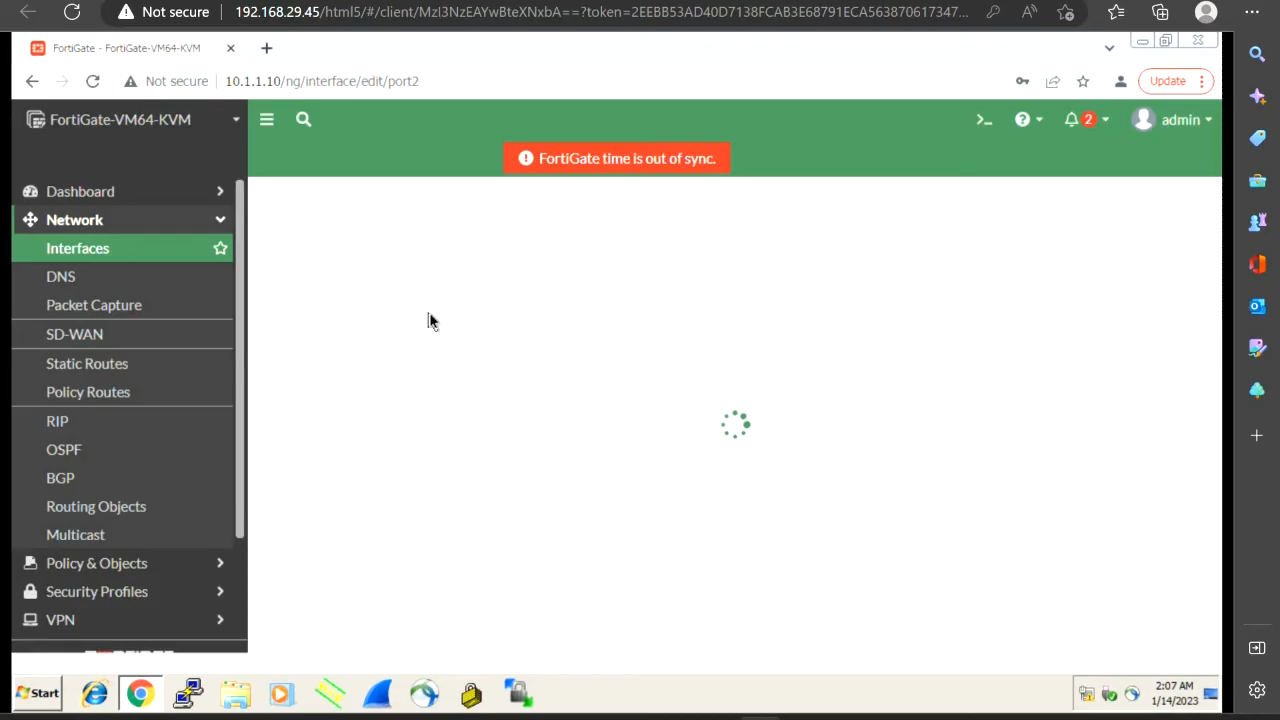 Not secure
192.168.29.45/html5/#/client/MzI3NzEAYwBteXNxbA==?token=2EEBB53AD40D7138FCAB3E68791ECA563870617347...
FortiGate - FortiGate-VM64-KVM
Not secure
10.1.1.10/ng/interface/edit/port2
Update
FortiGate-VM64-KVM
2
admin
FortiGate time is out of sync.
Dashboard
Network
Interfaces
DNS
Packet Capture
SD-WAN
Static Routes
Policy Routes
RIP
OSPF
BGP
Routing Objects
Multicast
Policy & Objects
Security Profiles
VPN
Start
2:07 AM
1/14/2023